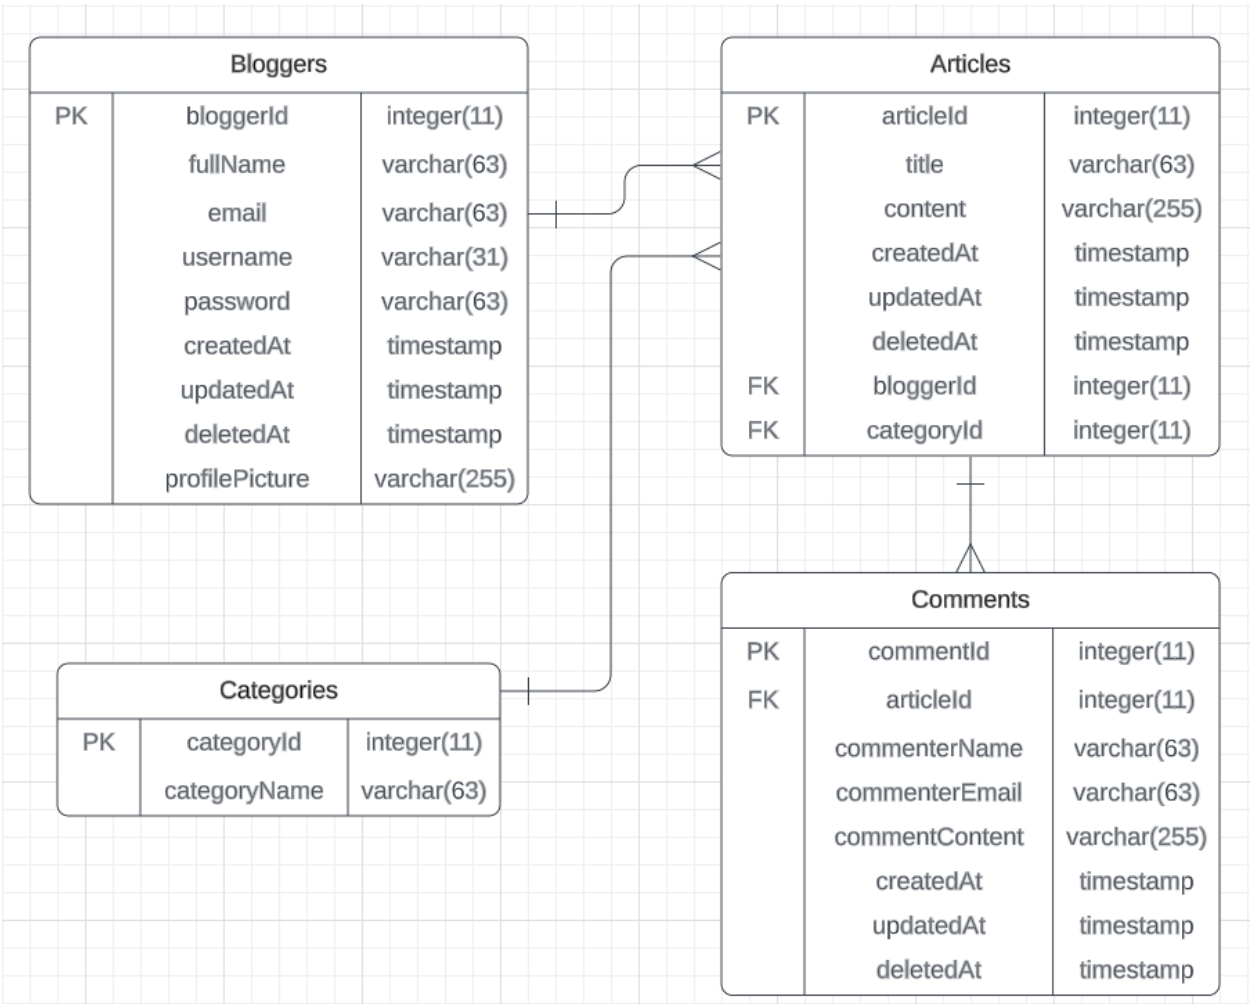 Bloggers
PK bloggerId integer(11)
fullName varchar(63)
email varchar(63)
username varchar(31)
password varchar(63)
createdAt timestamp
updatedAt timestamp
deletedAt timestamp
profilePicture varchar(255)
Articles
PK articleId integer(11)
title varchar(63)
content varchar(255)
createdAt timestamp
updatedAt timestamp
deletedAt timestamp
FK bloggerId integer(11)
FK categoryId integer(11)
Categories
PK categoryId integer(11)
categoryName varchar(63)
Comments
PK commentId integer(11)
FK articleId integer(11)
commenterName varchar(63)
commenterEmail varchar(63)
commentContent varchar(255)
createdAt timestamp
updatedAt timestamp
deletedAt timestamp